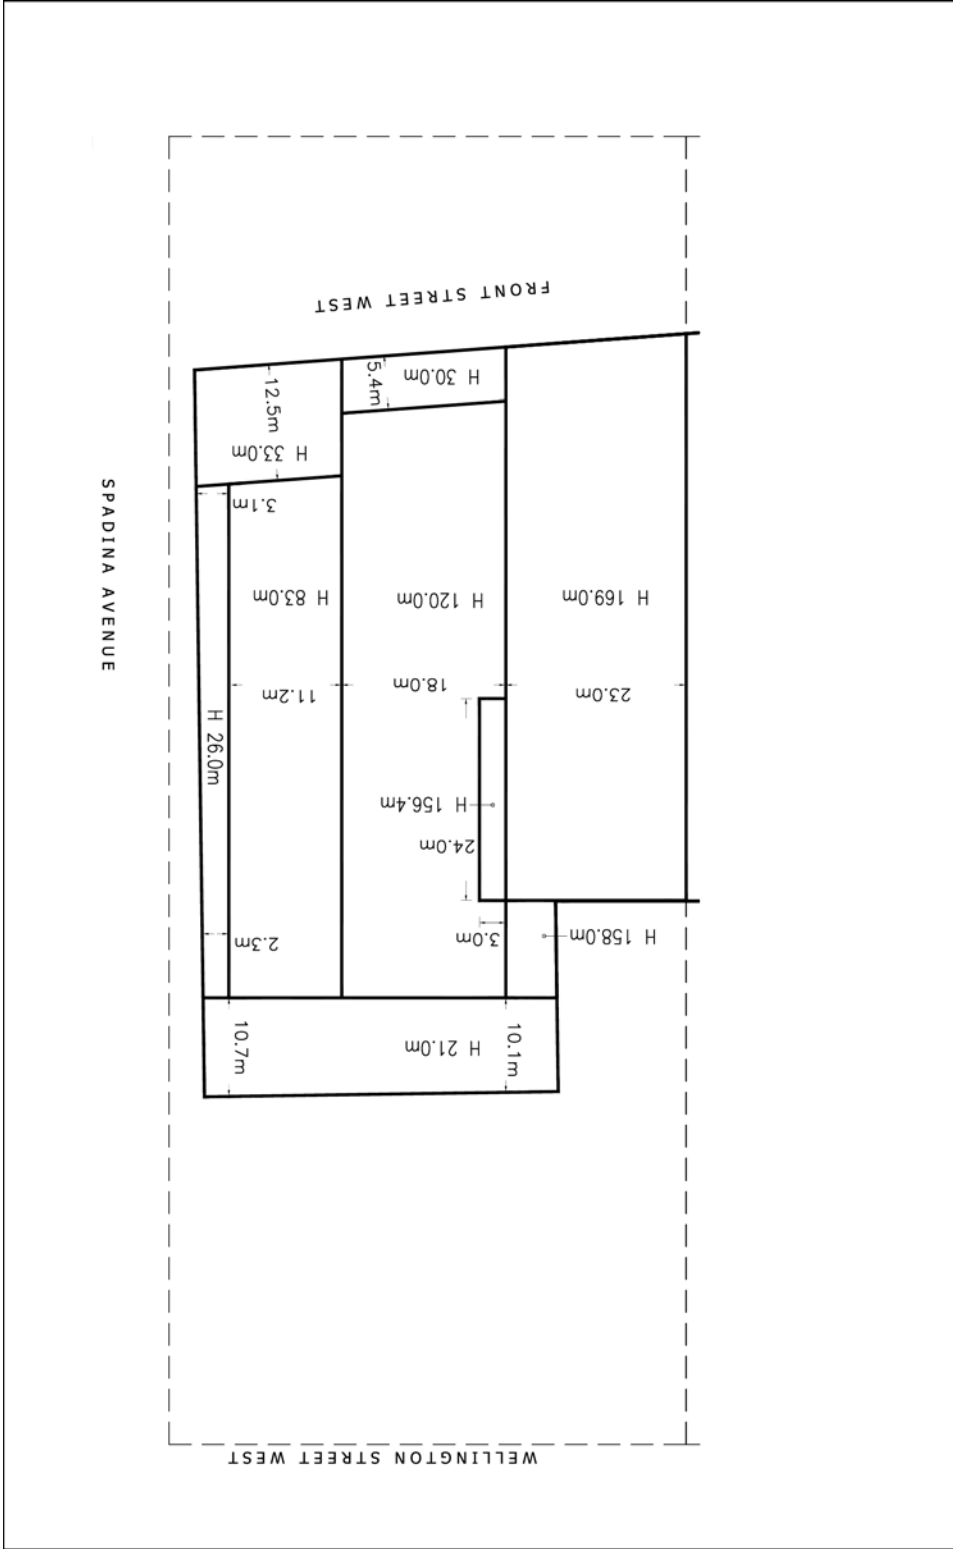 FRONT STREET WEST
H 30.0m
5.4m
12.5m
H 33.0m
3.1m
SPADINA AVENUE
H 83.0m
H 120.0m
H 169.0m
11.2m
18.0m
23.0m
H 26.0m
H 156.4m
24.0m
2.3m
3.0m
H 158.0m
10.7m
H 21.0m
10.1m
WELLINGTON STREET WEST